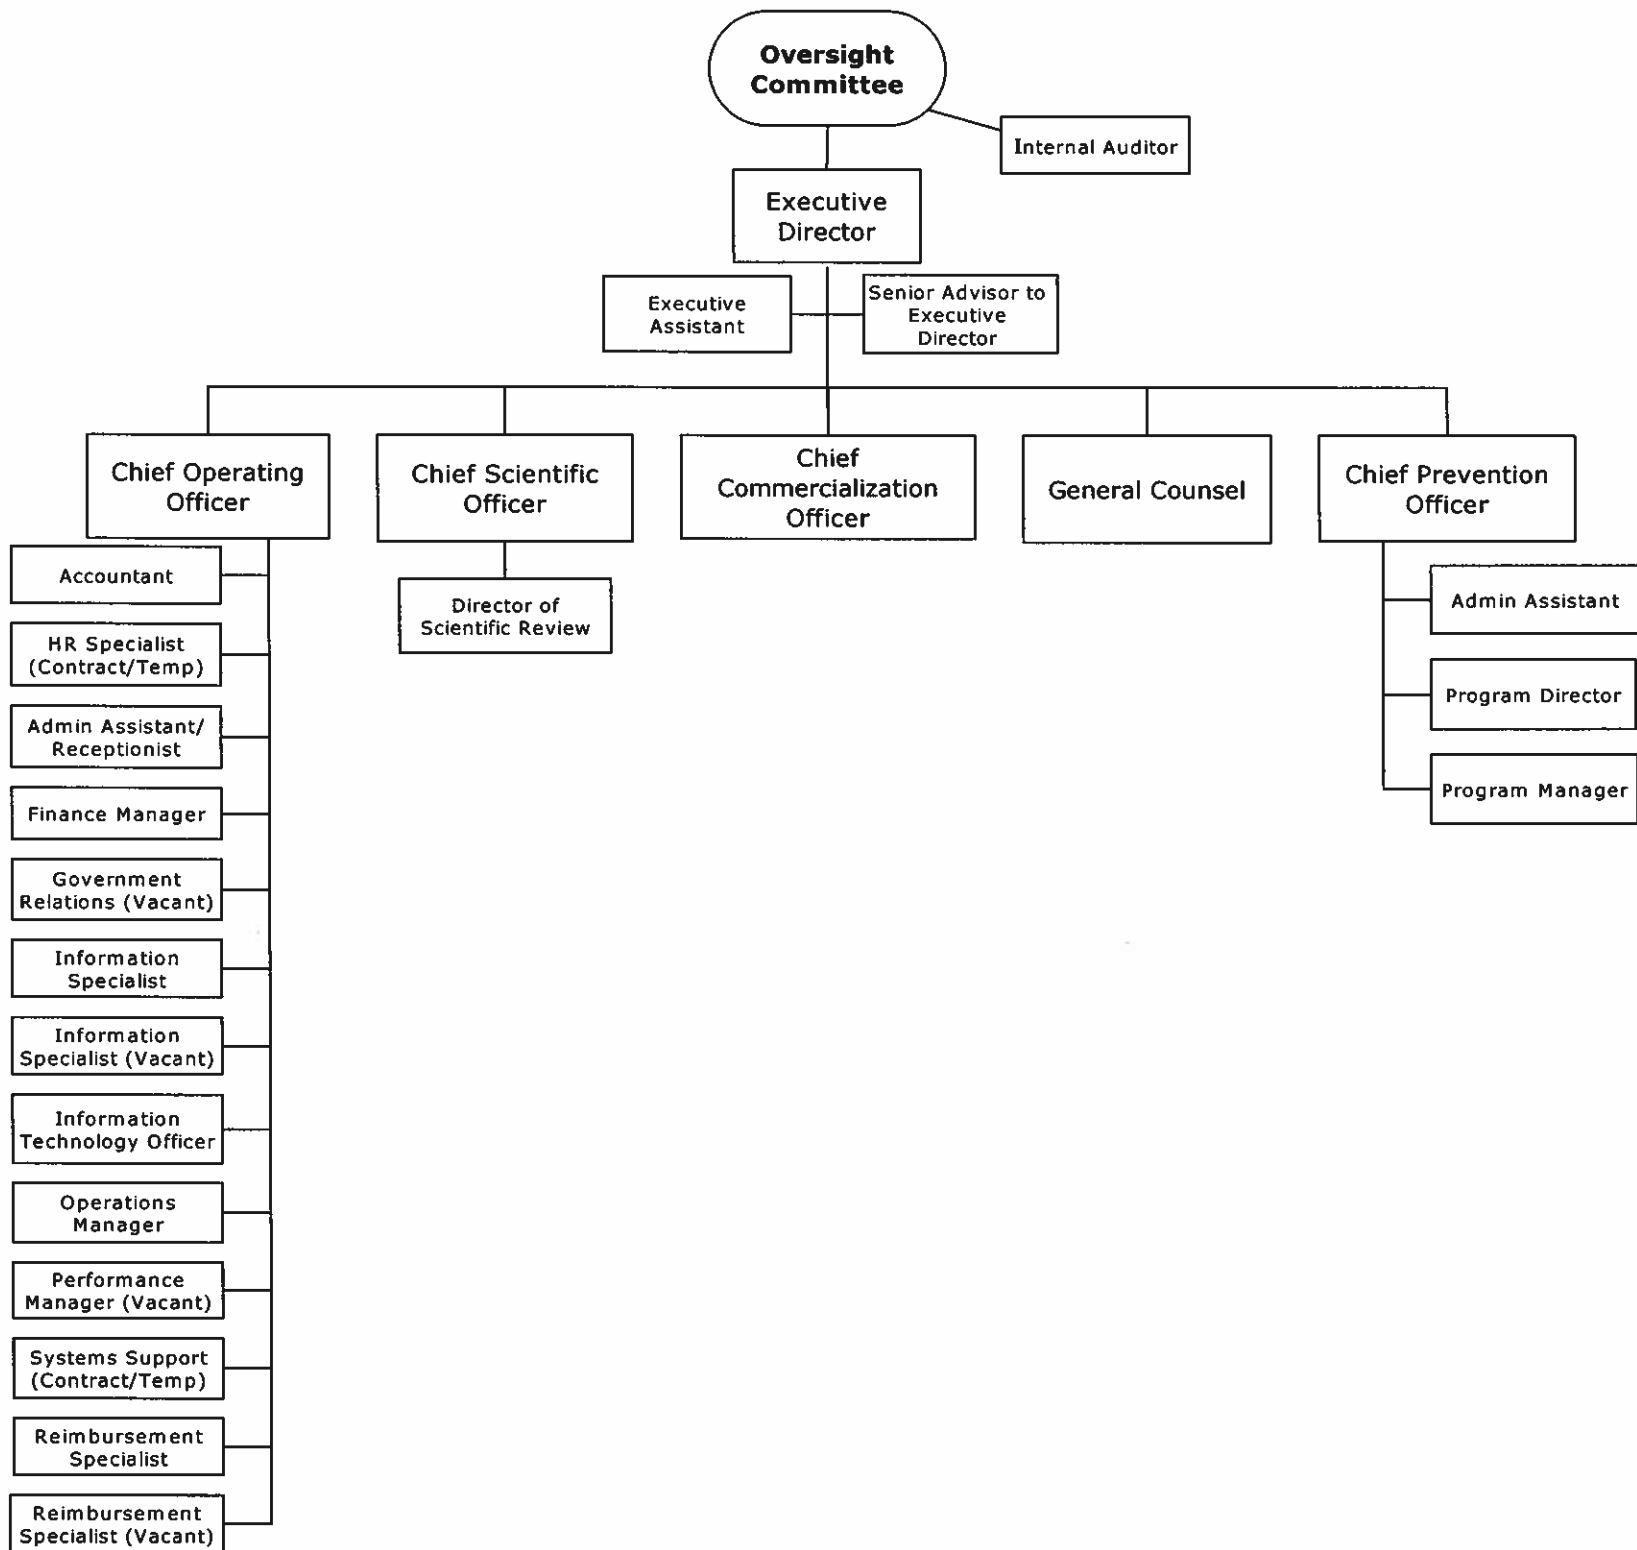 Oversight
Committee
Internal Auditor
Executive
Director
Executive
Assistant
Senior Advisor to
Executive
Director
Chief Operating
Officer
Chief Scientific
Officer
Chief
Commercialization
Officer
General Counsel
Chief Prevention
Officer
Accountant
HR Specialist
(Contract/Temp)
Admin Assistant/
Receptionist
Finance Manager
Government
Relations (Vacant)
Information
Specialist
Information
Specialist (Vacant)
Information
Technology Officer
Operations
Manager
Performance
Manager (Vacant)
Systems Support
(Contract/Temp)
Reimbursement
Specialist
Reimbursement
Specialist (Vacant)
Director of
Scientific Review
Admin Assistant
Program Director
Program Manager